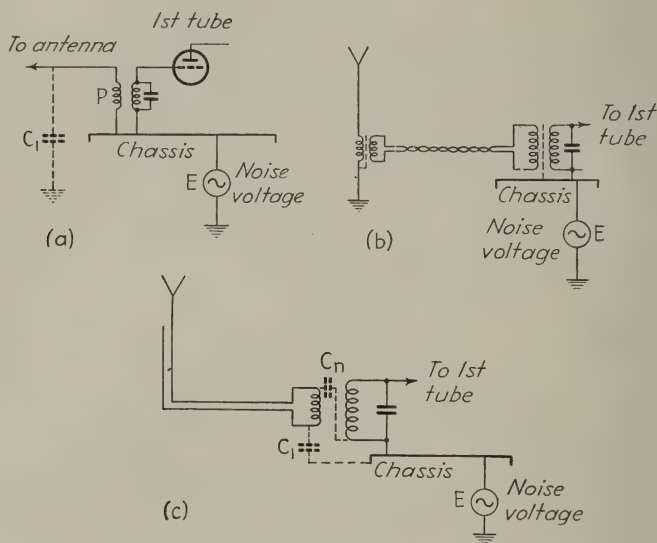 1st tube
To antenna
P
C1
Chassis
E
Noise
voltage
(a)
To 1st
tube
Chassis
Noise
voltage
E
(b)
Cn
To 1st
tube
C1
Chassis
E
Noise
voltage
(c)